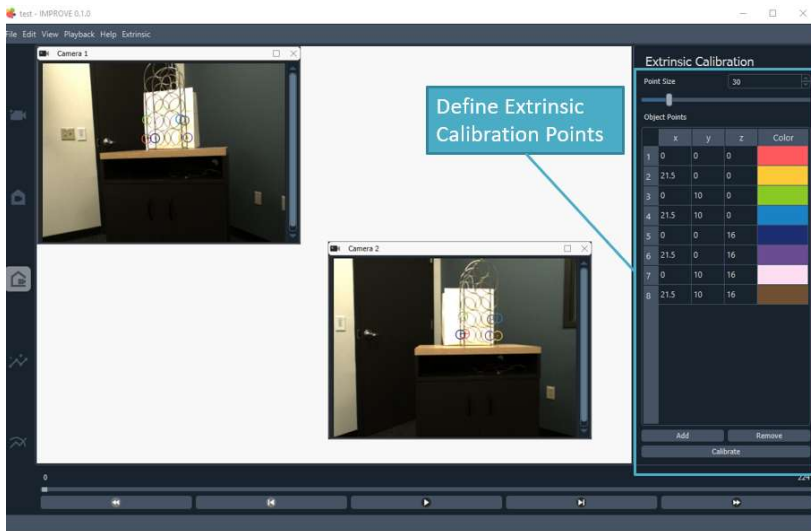 test - IMPROVE 0.1.0
File Edit View Playback Help Extrinsic
Camera 1
Extrinsic Calibration
Point Size 30
Define Extrinsic
Calibration Points
Object Points
x y z Color
1 0 0 0
2 21.5 0 0
3 0 10 0
4 21.5 10 0
5 0 0 16
6 21.5 0 16
7 0 10 16
8 21.5 10 16
Camera 2
Add Remove
Calibrate
0 224